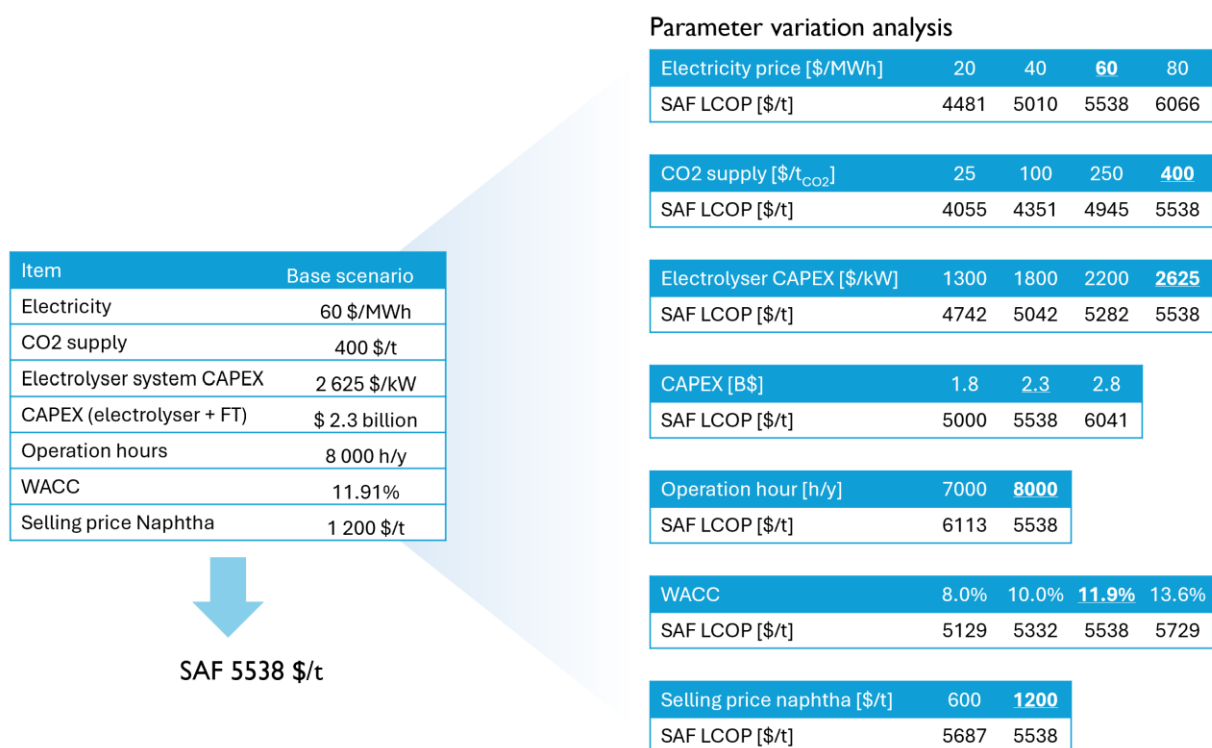 Parameter variation analysis
Electricity price [$/MWh] 20 40 60 80
SAF LCOP [$/t] 4481 5010 5538 6066
CO2 supply [$/tCO2] 25 100 250 400
SAF LCOP [$/t] 4055 4351 4945 5538
Electrolyser CAPEX [$/kW] 1300 1800 2200 2625
SAF LCOP [$/t] 4742 5042 5282 5538
CAPEX [B$] 1.8 2.3 2.8
SAF LCOP [$/t] 5000 5538 6041
Operation hour [h/y] 7000 8000
SAF LCOP [$/t] 6113 5538
WACC 8.0% 10.0% 11.9% 13.6%
SAF LCOP [$/t] 5129 5332 5538 5729
Selling price naphtha [$/t] 600 1200
SAF LCOP [$/t] 5687 5538
Item Base scenario
Electricity 60 $/MWh
CO2 supply 400 $/t
Electrolyser system CAPEX 2 625 $/kW
CAPEX (electrolyser + FT) $ 2.3 billion
Operation hours 8 000 h/y
WACC 11.91%
Selling price Naphtha 1 200 $/t
SAF 5538 $/t